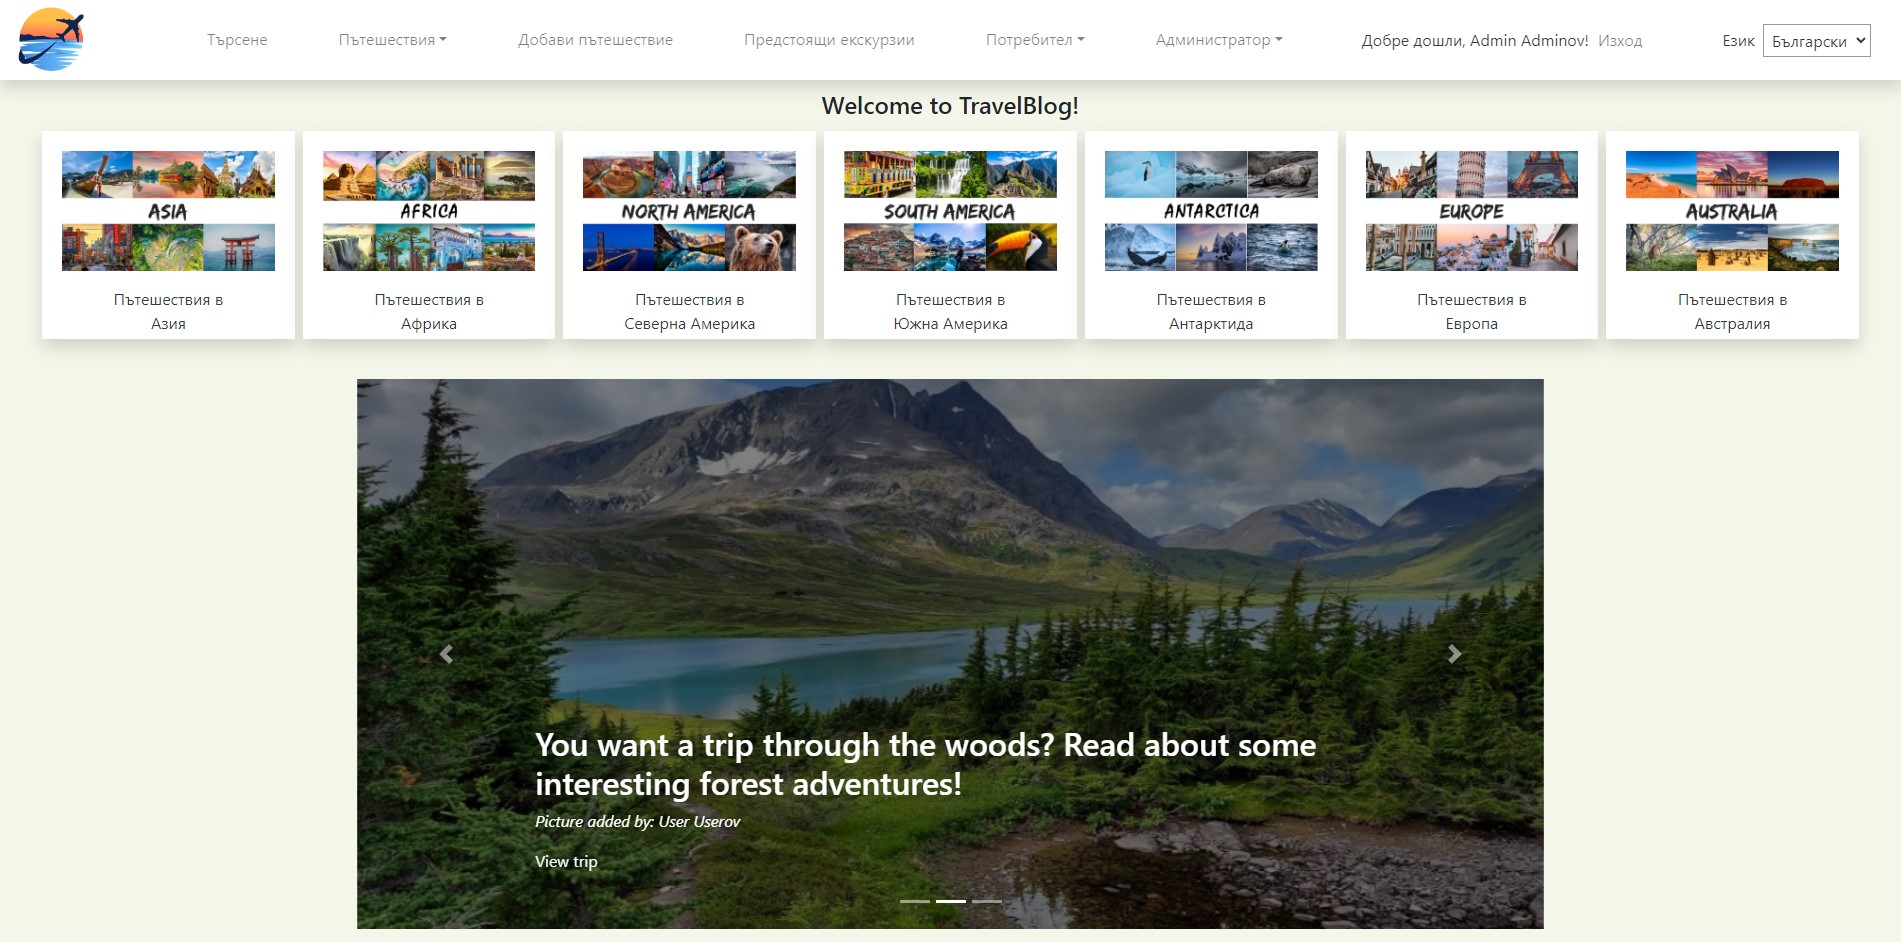 Търсене Пътешествия Добави пътешествие Предстоящи екскурзии Потребител Администратор Добре дошли, Admin Adminov! Изход Език Български
Welcome to TravelBlog!
ASIA
Пътешествия в
Азия
AFRICA
Пътешествия в
Африка
NORTH AMERICA
Пътешествия в
Северна Америка
SOUTH AMERICA
Пътешествия в
Южна Америка
ANTARCTICA
Пътешествия в
Антарктида
EUROPE
Пътешествия в
Европа
AUSTRALIA
Пътешествия в
Австралия
You want a trip through the woods? Read about some
interesting forest adventures!
Picture added by: User Userov
View trip